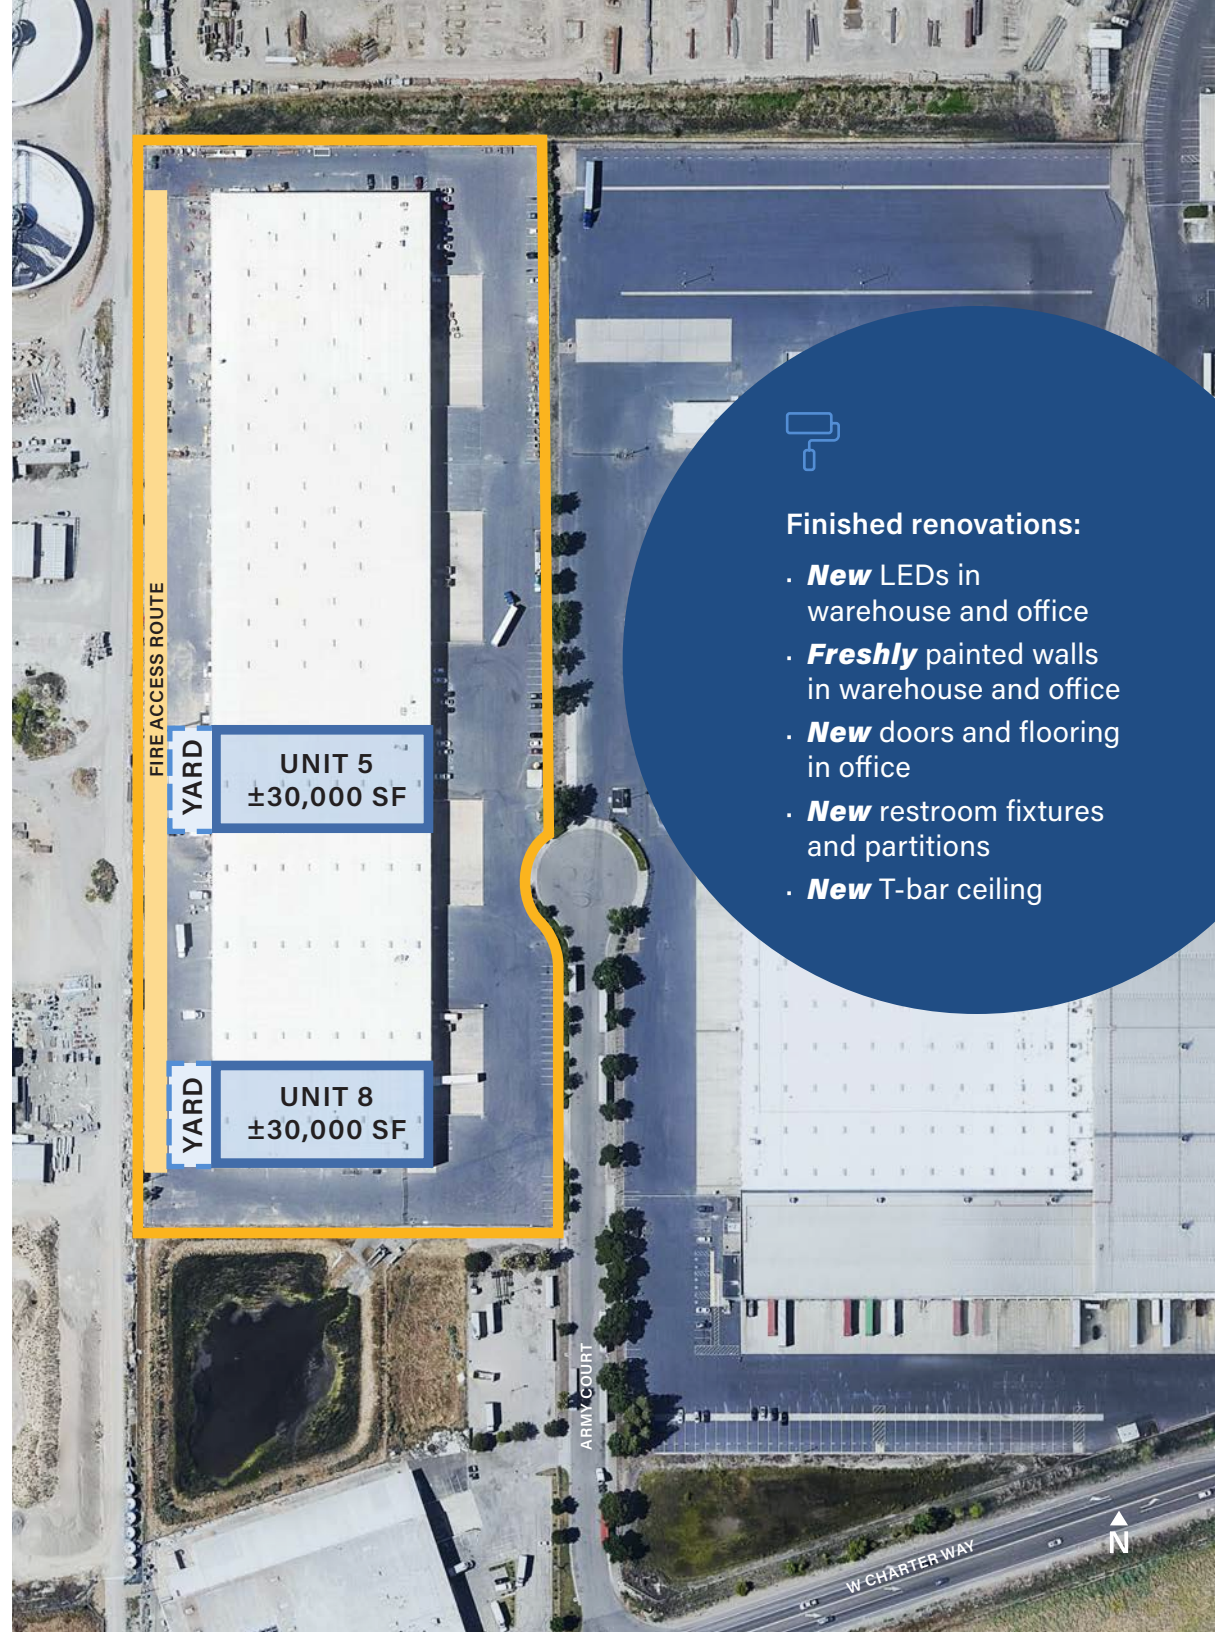 FIRE ACCESS ROUTE
YARD
UNIT 5
±30,000 SF
YARD
UNIT 8
±30,000 SF
Finished renovations:
· New LEDs in
warehouse and office
· Freshly painted walls
in warehouse and office
· New doors and flooring
in office
· New restroom fixtures
and partitions
· New T-bar ceiling
ARMY COURT
W CHARTER WAY
N